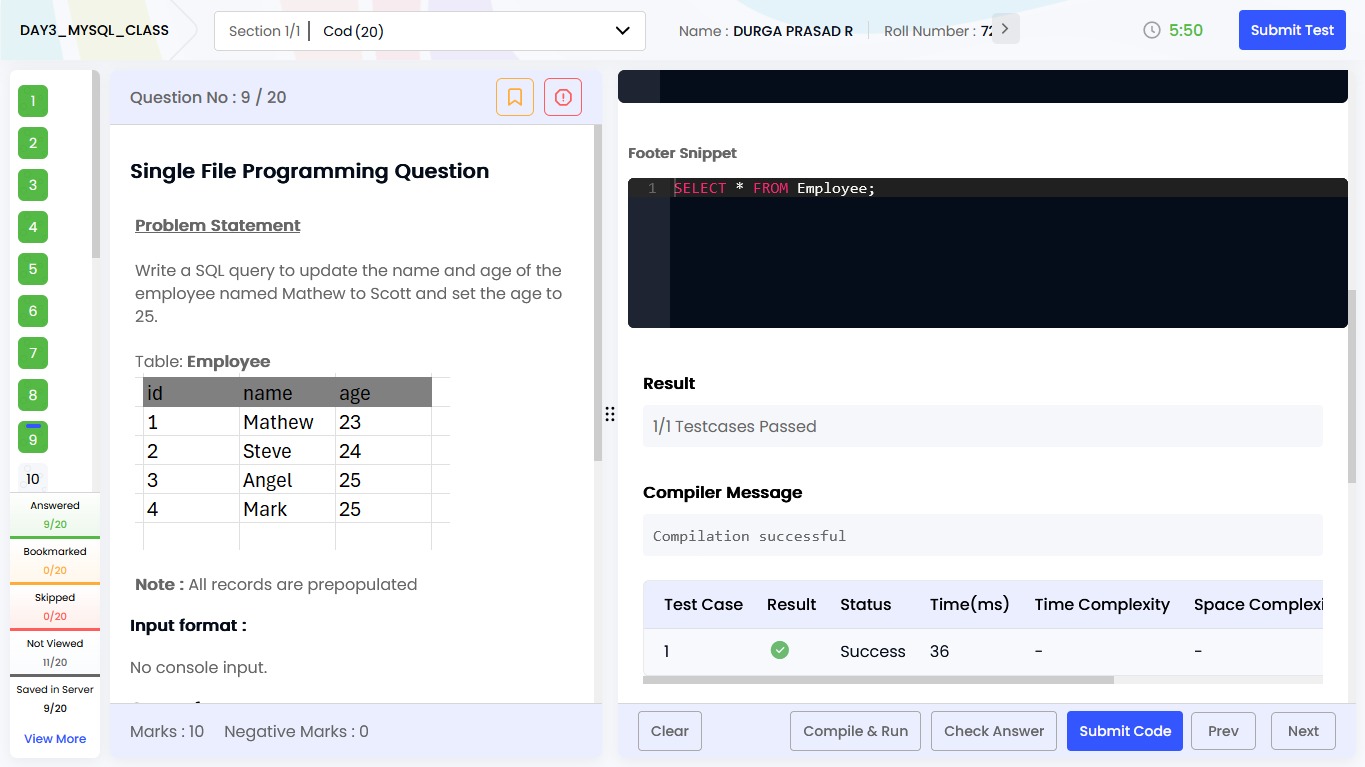 DAY3_MYSQL_CLASS
Section 1/1 | Cod (20)
Name : DURGA PRASAD R
Roll Number :
5:50
Submit Test
1
2
3
4
5
6
7
8
9
10
Answered
9/20
Bookmarked
0/20
Skipped
0/20
Not Viewed
11/20
Saved in Server
9/20
View More
Question No : 9 / 20
Single File Programming Question
Problem Statement
Write a SQL query to update the name and age of the
employee named Mathew to Scott and set the age to
25.
Table: Employee
id name age
1 Mathew 23
2 Steve 24
3 Angel 25
4 Mark 25
Note : All records are prepopulated
Input format :
No console input.
Marks : 10 Negative Marks : 0
Footer Snippet
1 SELECT * FROM Employee;
Result
1/1 Testcases Passed
Compiler Message
Compilation successful
Test Case Result Status Time(ms) Time Complexity Space Complexi
1 Success 36 - -
Clear
Compile & Run
Check Answer
Submit Code
Prev
Next